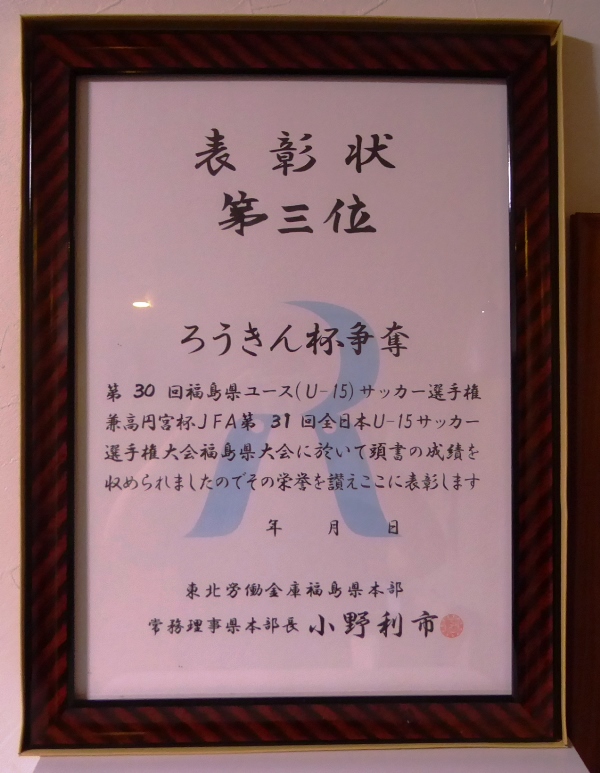 表彰状
第三位
ろうきん杯争奪
第30回福島県ユース(U-15)サッカー選手権
兼高円宮杯JFA第31回全日本U-15サッカー
選手権大会福島県大会に於いて頭書の成績を
収められましたのでその栄誉を讃えここに表彰します
年 月 日
東北労働金庫福島県本部
常務理事県本部長 小野利市